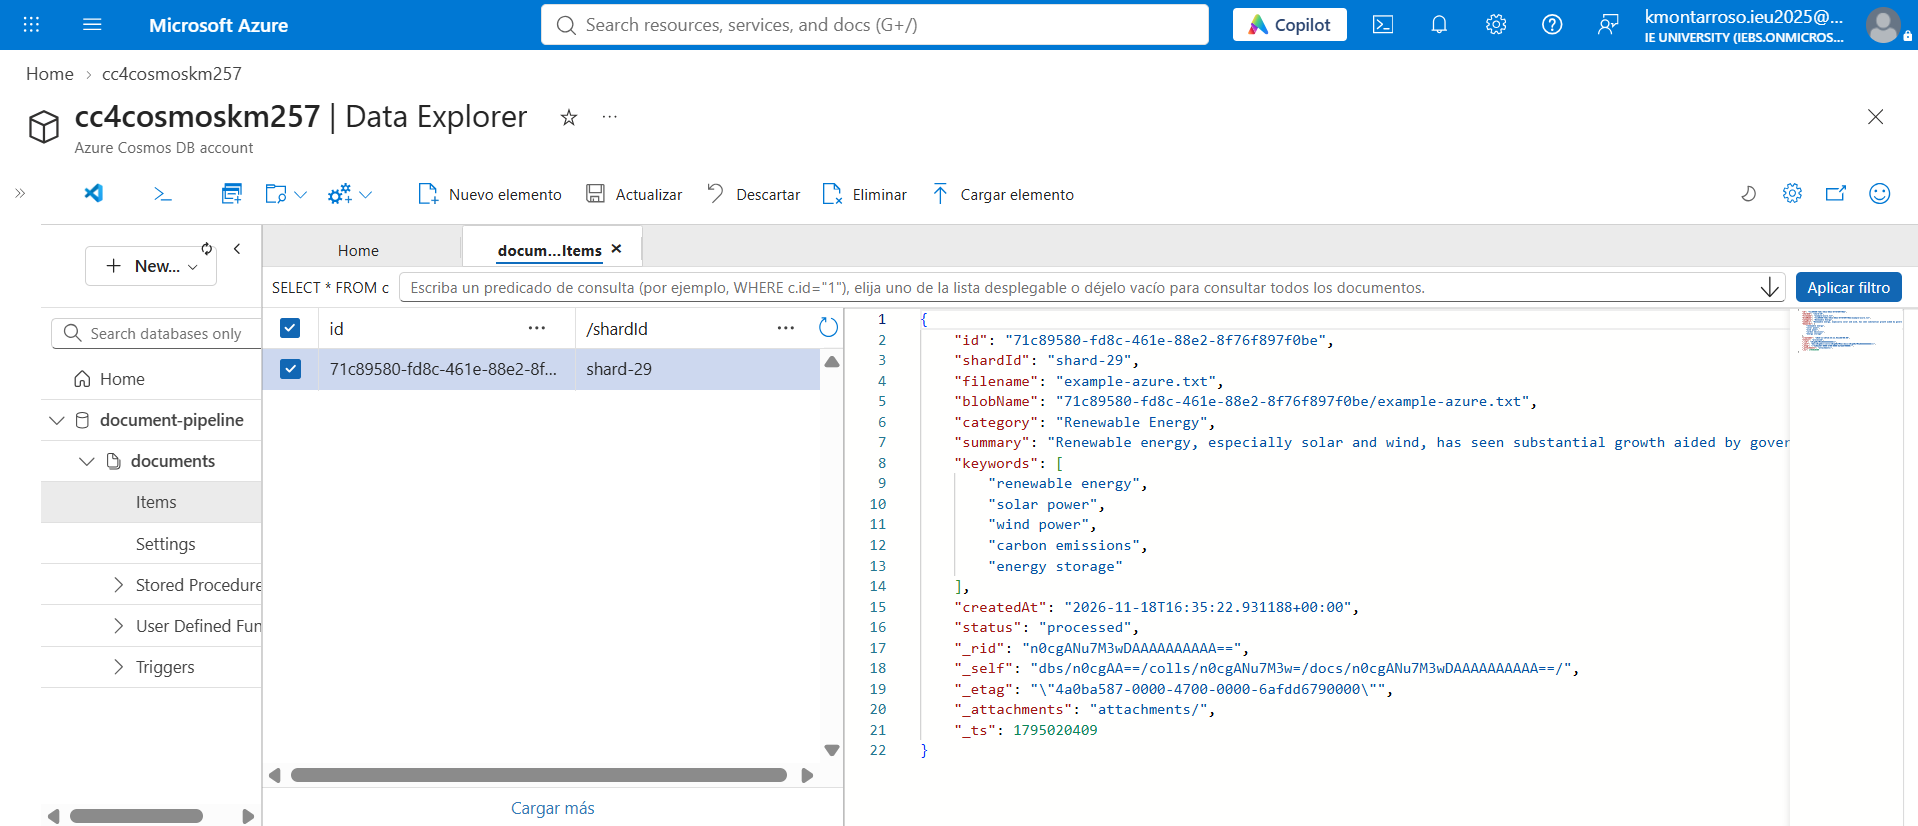 Microsoft Azure
Search resources, services, and docs (G+/)
Copilot
kmontarroso.ieu2025@...
IE UNIVERSITY (IEBS.ONMICROS...
Home > cc4cosmoskm257
cc4cosmoskm257 | Data Explorer
Azure Cosmos DB account
Nuevo elemento
Actualizar
Descartar
Eliminar
Cargar elemento
New...
Search databases only
Home
document-pipeline
documents
Items
Settings
Stored Procedure
User Defined Fun
Triggers
Home
docum...Items
SELECT * FROM c
Escriba un predicado de consulta (por ejemplo, WHERE c.id="1"), elija uno de la lista desplegable o déjelo vacío para consultar todos los documentos.
Aplicar filtro
id ... /shardId ...
71c89580-fd8c-461e-88e2-8f... shard-29
Cargar más
1 {
2 "id": "71c89580-fd8c-461e-88e2-8f76f897f0be",
3 "shardId": "shard-29",
4 "filename": "example-azure.txt",
5 "blobName": "71c89580-fd8c-461e-88e2-8f76f897f0be/example-azure.txt",
6 "category": "Renewable Energy",
7 "summary": "Renewable energy, especially solar and wind, has seen substantial growth aided by gover
8 "keywords": [
9 "renewable energy",
10 "solar power",
11 "wind power",
12 "carbon emissions",
13 "energy storage"
14 ],
15 "createdAt": "2026-11-18T16:35:22.931188+00:00",
16 "status": "processed",
17 "_rid": "n0cgANu7M3wDAAAAAAAAAA==",
18 "_self": "dbs/n0cgAA==/colls/n0cgANu7M3w=/docs/n0cgANu7M3wDAAAAAAAAAA==/",
19 "_etag": "\"4a0ba587-0000-4700-0000-6afdd6790000\"",
20 "_attachments": "attachments/",
21 "_ts": 1795020409
22 }